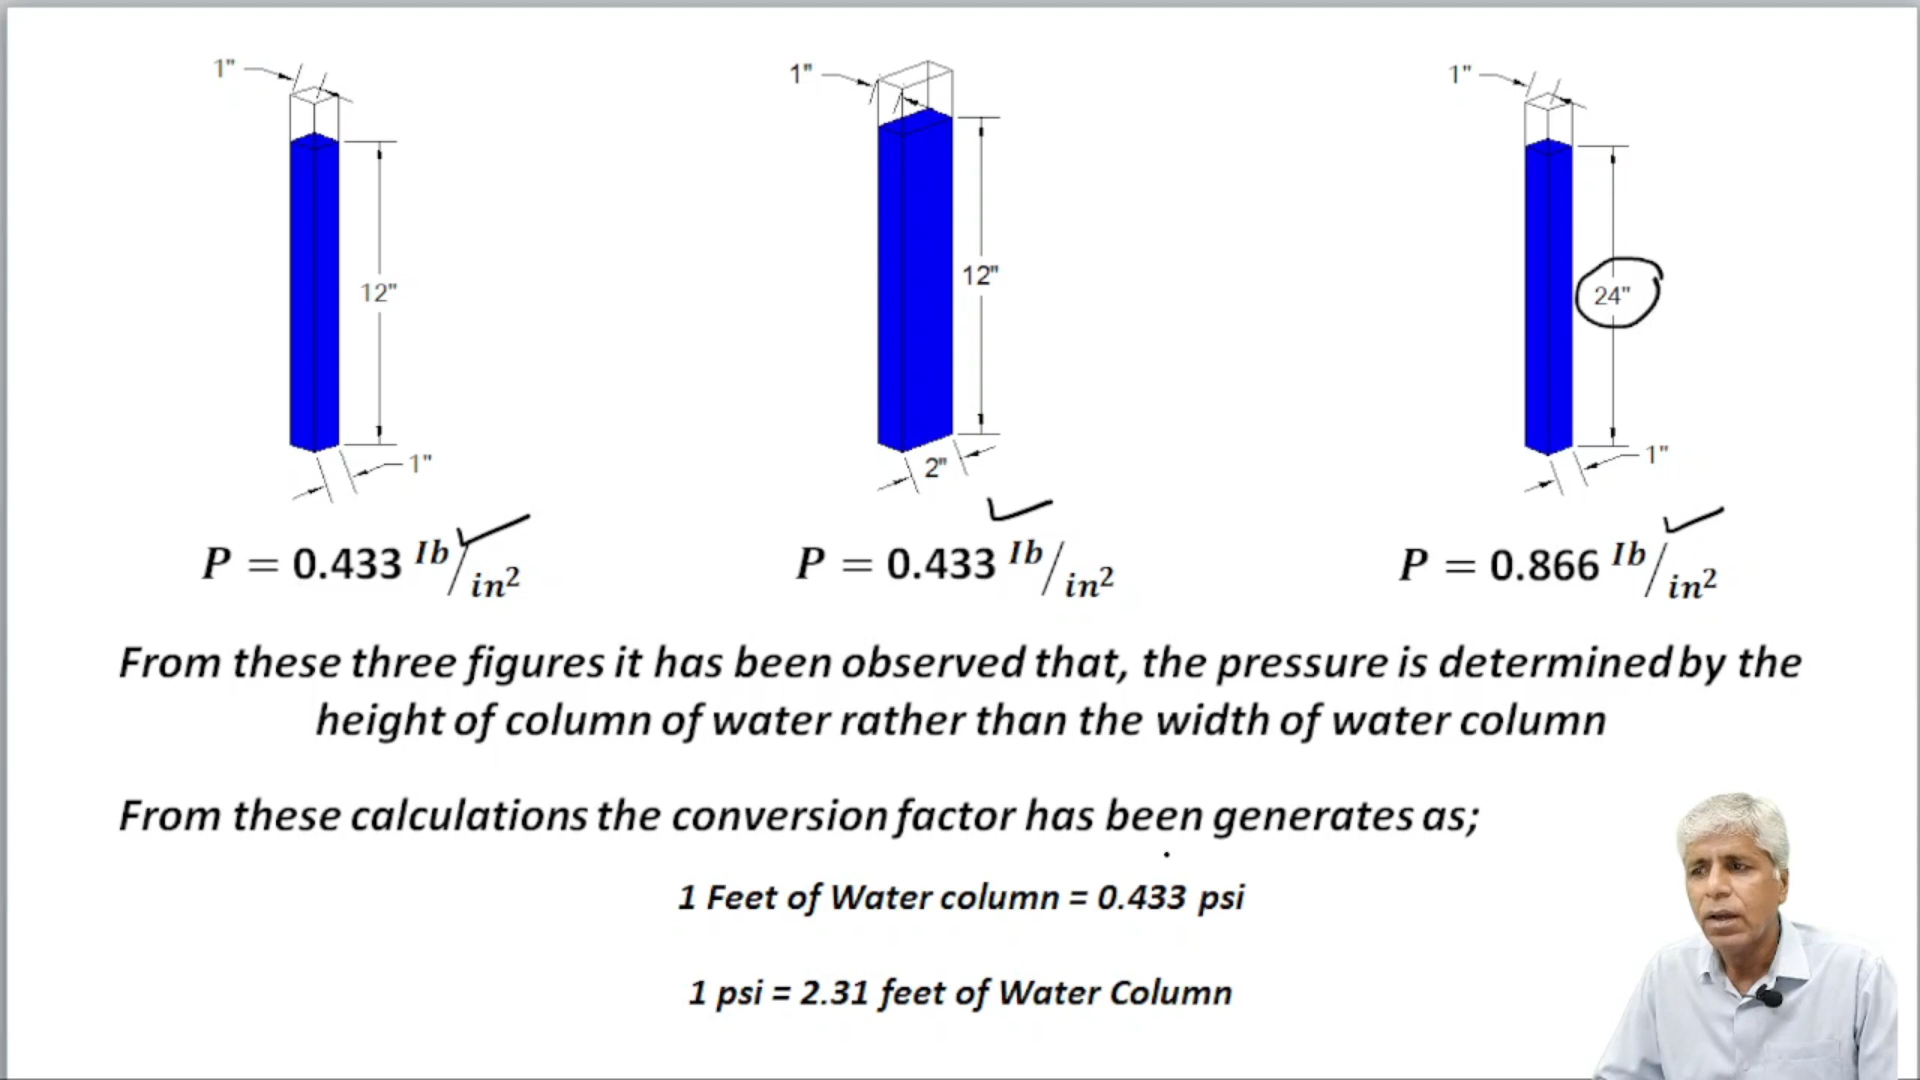 1"
1"
1"
12"
12"
24"
1"
2"
1"
P = 0.433 Ib/in²
P = 0.433 Ib/in²
P = 0.866 Ib/in²
From these three figures it has been observed that, the pressure is determined by the
height of column of water rather than the width of water column
From these calculations the conversion factor has been generates as;
1 Feet of Water column = 0.433 psi
1 psi = 2.31 feet of Water Column